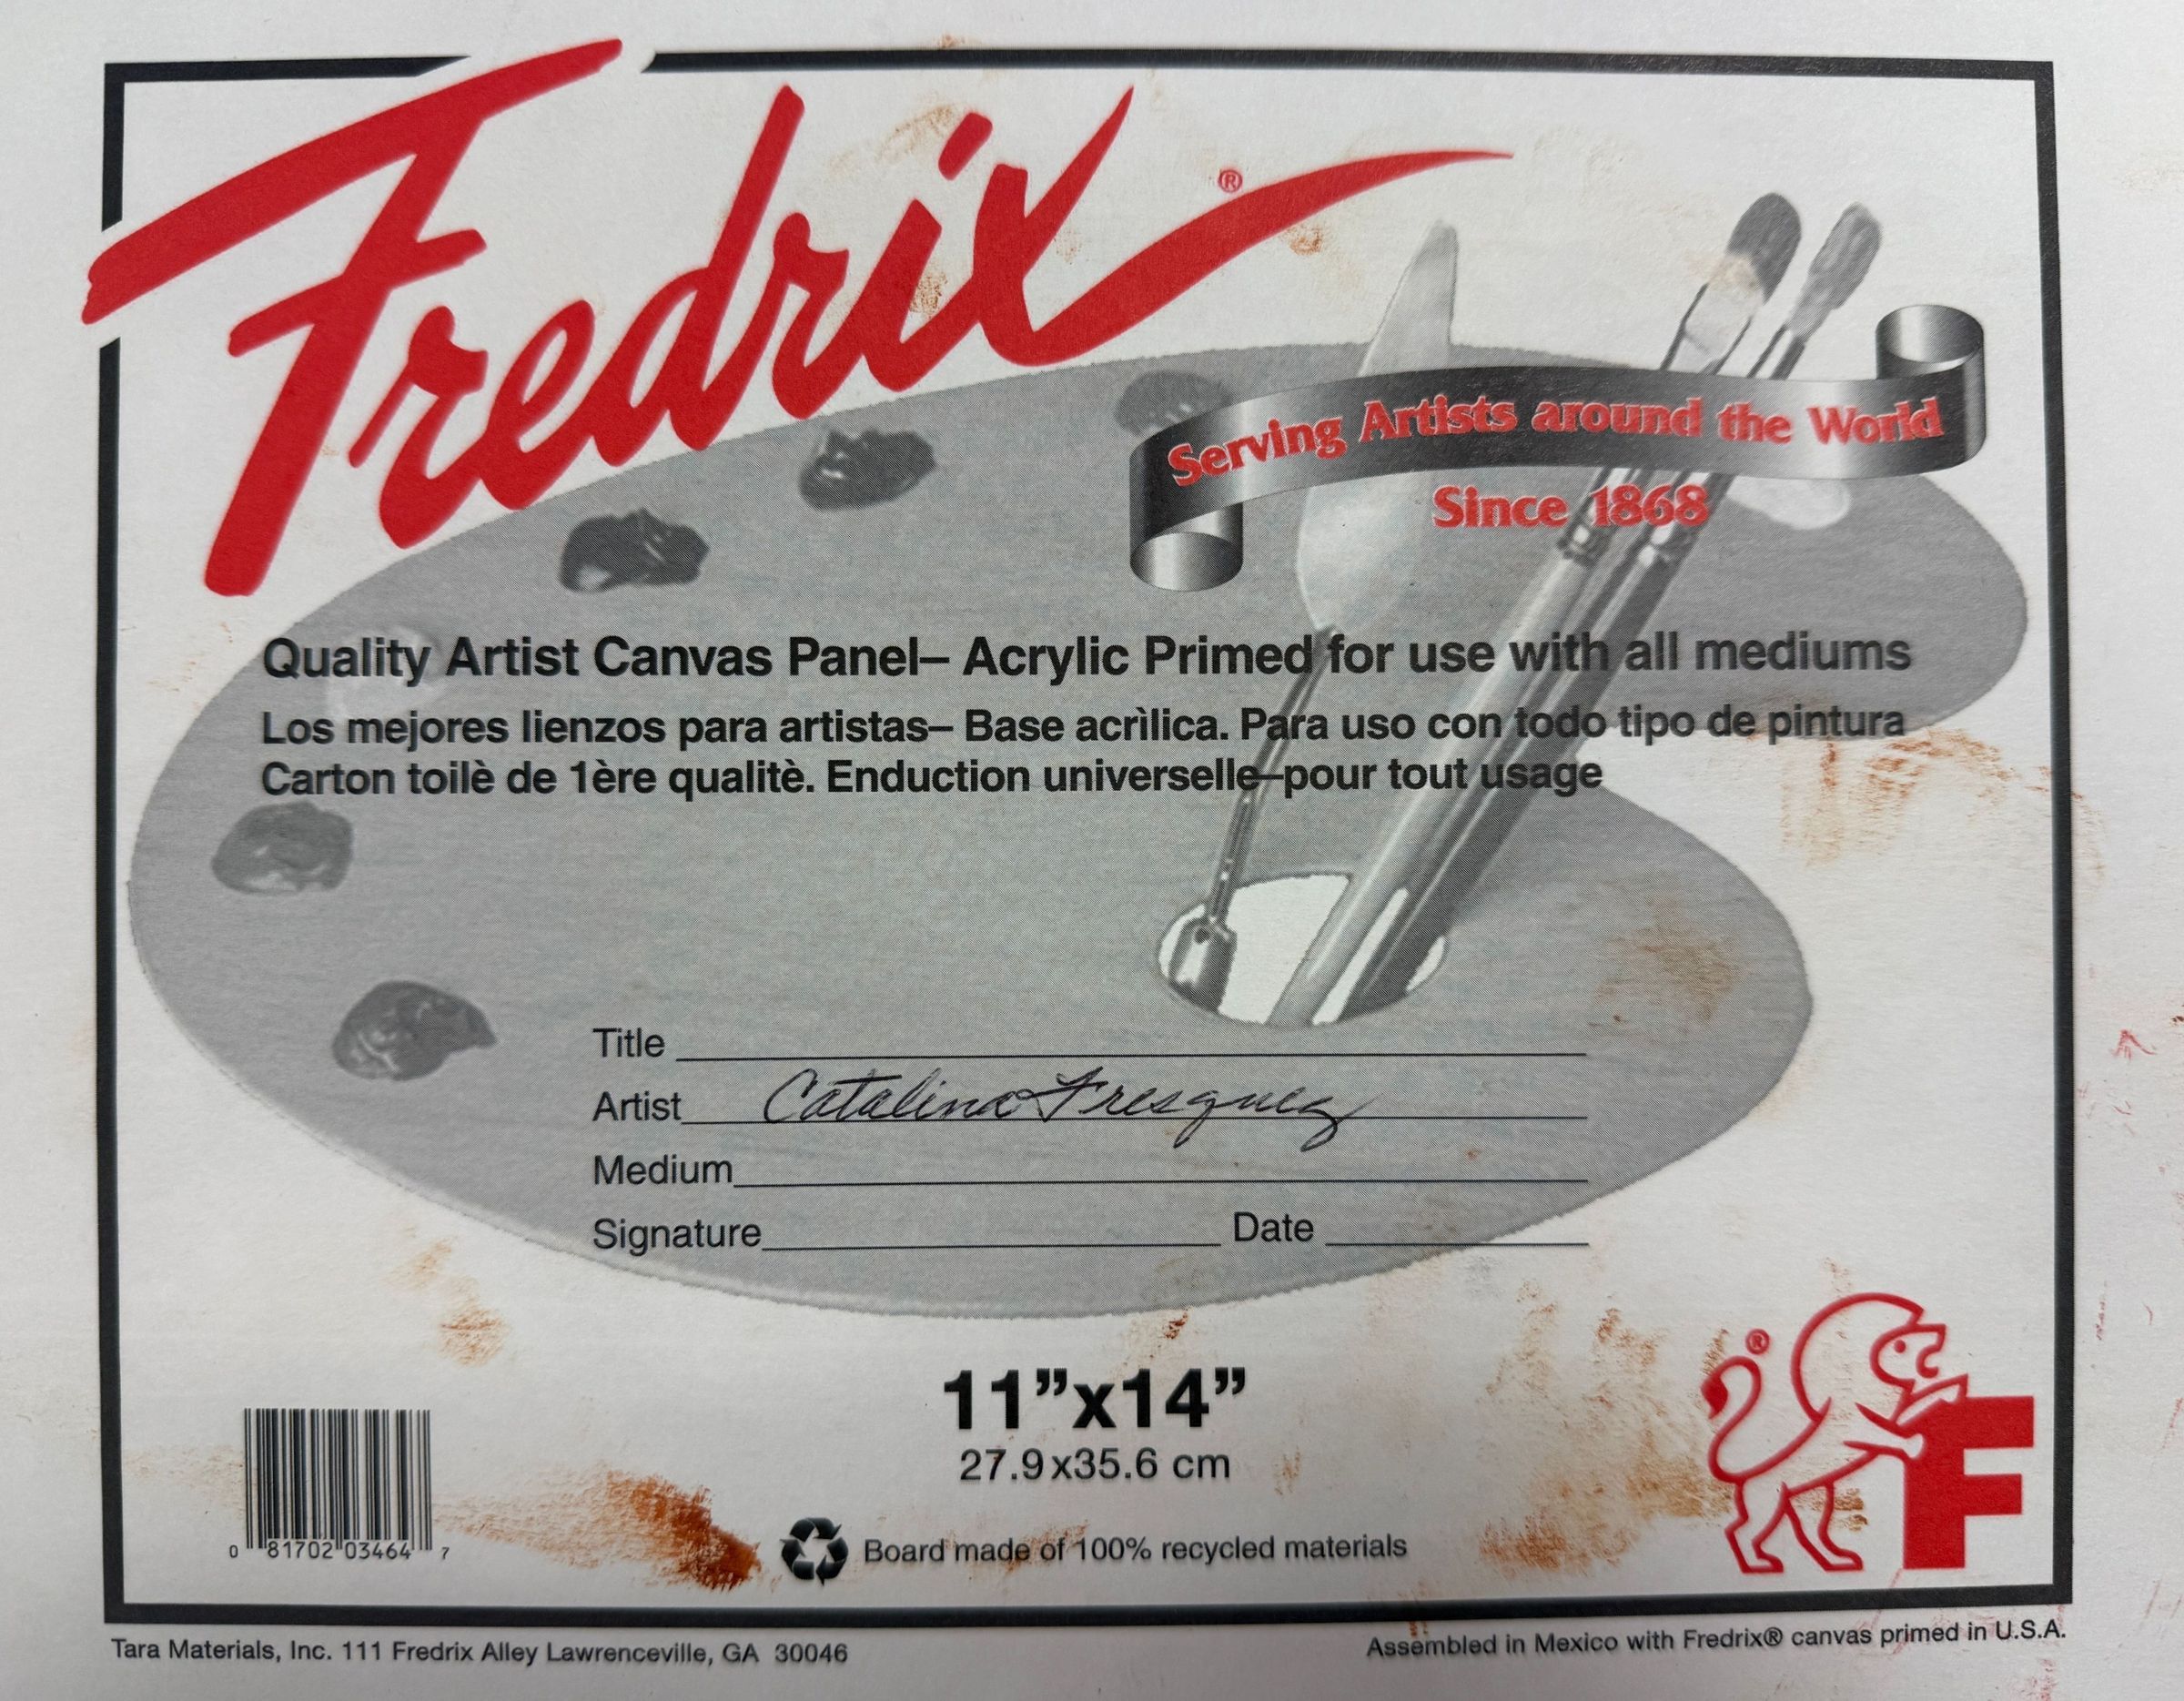 Fredrix®
Serving Artists around the World
Since 1868
Quality Artist Canvas Panel– Acrylic Primed for use with all mediums
Los mejores lienzos para artistas– Base acrìlica. Para uso con todo tipo de pintura
Carton toilè de 1ère qualitè. Enduction universelle–pour tout usage
Title
Artist Catalina Fresquez
Medium
Signature Date
11”x14”
27.9x35.6 cm
®
F
0 81702 03464 7
Board made of 100% recycled materials
Tara Materials, Inc. 111 Fredrix Alley Lawrenceville, GA 30046
Assembled in Mexico with Fredrix® canvas primed in U.S.A.